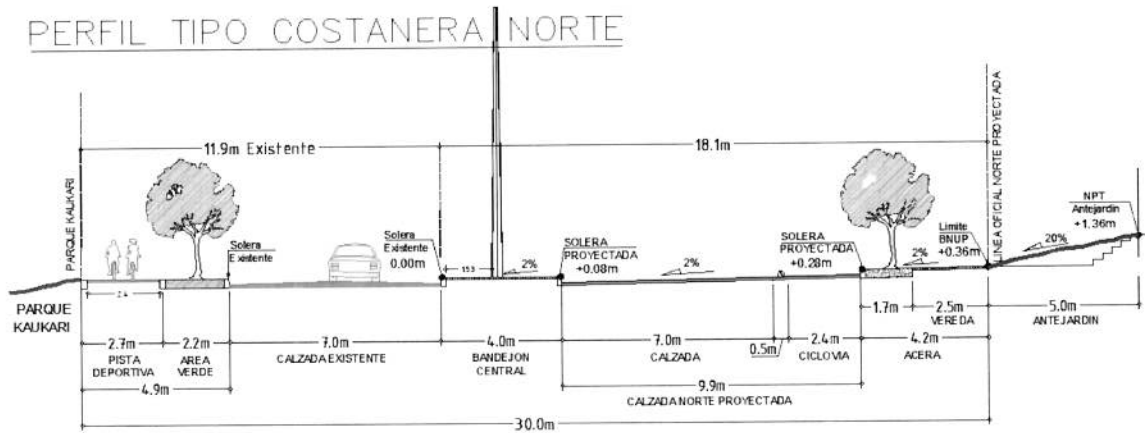 PERFIL TIPO COSTANERA NORTE
11.9m Existente
18.1m
PARQUE KAUKARI
LINEA OFICIAL NORTE PROYECTADA
NPT
Antejardin
+1.36m
Solera
Existente
Solera
Existente
0.00m
SOLERA
PROYECTADA
+0.08m
SOLERA
PROYECTADA
+0.28m
Limite
BNUP
+0.36m
2%
2%
2%
20%
PARQUE
KAUKARI
2.4
153
2.7m
PISTA
DEPORTIVA
2.2m
AREA
VERDE
7.0m
CALZADA EXISTENTE
4.0m
BANDEJON
CENTRAL
7.0m
CALZADA
0.5m
2.4m
CICLOVIA
1.7m
2.5m
VEREDA
4.2m
ACERA
5.0m
ANTEJARDIN
4.9m
9.9m
CALZADA NORTE PROYECTADA
30.0m